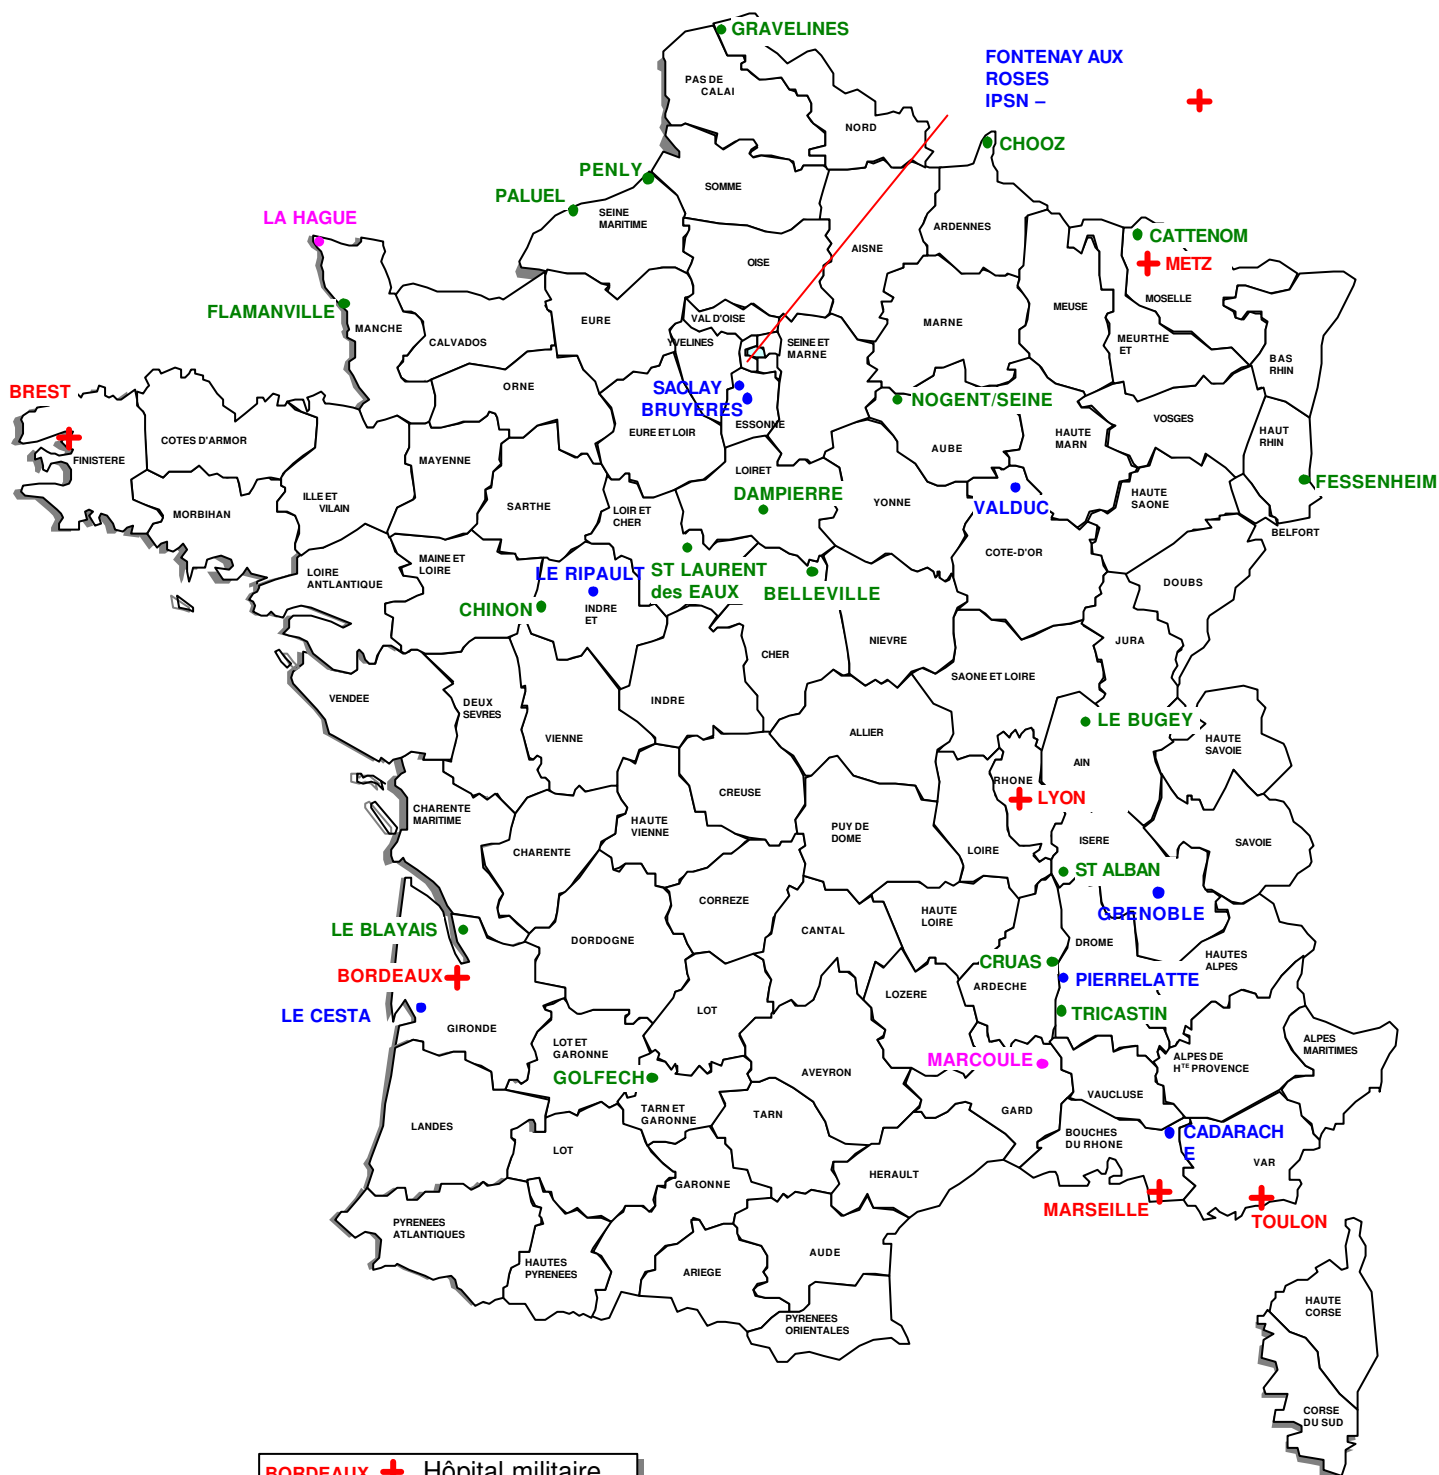 GRAVELINES
FONTENAY AUX
ROSES
IPSN –
PAS DE
CALAI
NORD
CHOOZ
PENLY
SOMME
PALUEL
SEINE
MARITIME
LA HAGUE
ARDENNES
CATTENOM
AISNE
OISE
METZ
MOSELLE
FLAMANVILLE
MANCHE
MEUSE
VAL D'OISE
EURE
MARNE
CALVADOS
YVELINES
SEINE ET
MARNE
MEURTHE
ET
BAS
RHIN
ORNE
BREST
SACLAY
BRUYERES
NOGENT/SEINE
ESSONNE
EURE ET LOIR
VOSGES
HAUTE
MARN
HAUT
RHIN
COTES D'ARMOR
AUBE
FINISTERE
MAYENNE
LOIRET
FESSENHEIM
DAMPIERRE
ILLE ET
VILAIN
HAUTE
SAONE
MORBIHAN
SARTHE
LOIR ET
CHER
YONNE
VALDUC
BELFORT
COTE-D'OR
MAINE ET
LOIRE
LOIRE
ANTLANTIQUE
LE RIPAULT
ST LAURENT
des EAUX
BELLEVILLE
DOUBS
CHINON
INDRE
ET
NIEVRE
JURA
CHER
SAONE ET LOIRE
VENDEE
DEUX
SEVRES
INDRE
LE BUGEY
VIENNE
ALLIER
HAUTE
SAVOIE
AIN
RHONE
CREUSE
LYON
CHARENTE
MARITIME
HAUTE
VIENNE
PUY DE
DOME
ISERE
SAVOIE
CHARENTE
LOIRE
ST ALBAN
CORREZE
HAUTE
LOIRE
GRENOBLE
LE BLAYAIS
CANTAL
DORDOGNE
DROME
HAUTES
ALPES
CRUAS
BORDEAUX
PIERRELATTE
ARDECHE
LOZERE
LE CESTA
LOT
TRICASTIN
GIRONDE
LOT ET
GARONNE
ALPES
MARITIMES
MARCOULE
ALPES DE
HTE PROVENCE
GOLFECH
AVEYRON
VAUCLUSE
TARN ET
GARONNE
TARN
GARD
LANDES
BOUCHES
DU RHONE
CADARACH
E
LOT
VAR
HERAULT
GARONNE
MARSEILLE
TOULON
PYRENEES
ATLANTIQUES
AUDE
HAUTES
PYRENEES
ARIEGE
HAUTE
CORSE
PYRENEES
ORIENTALES
CORSE
DU SUD
BORDEAUX Hôpital militaire